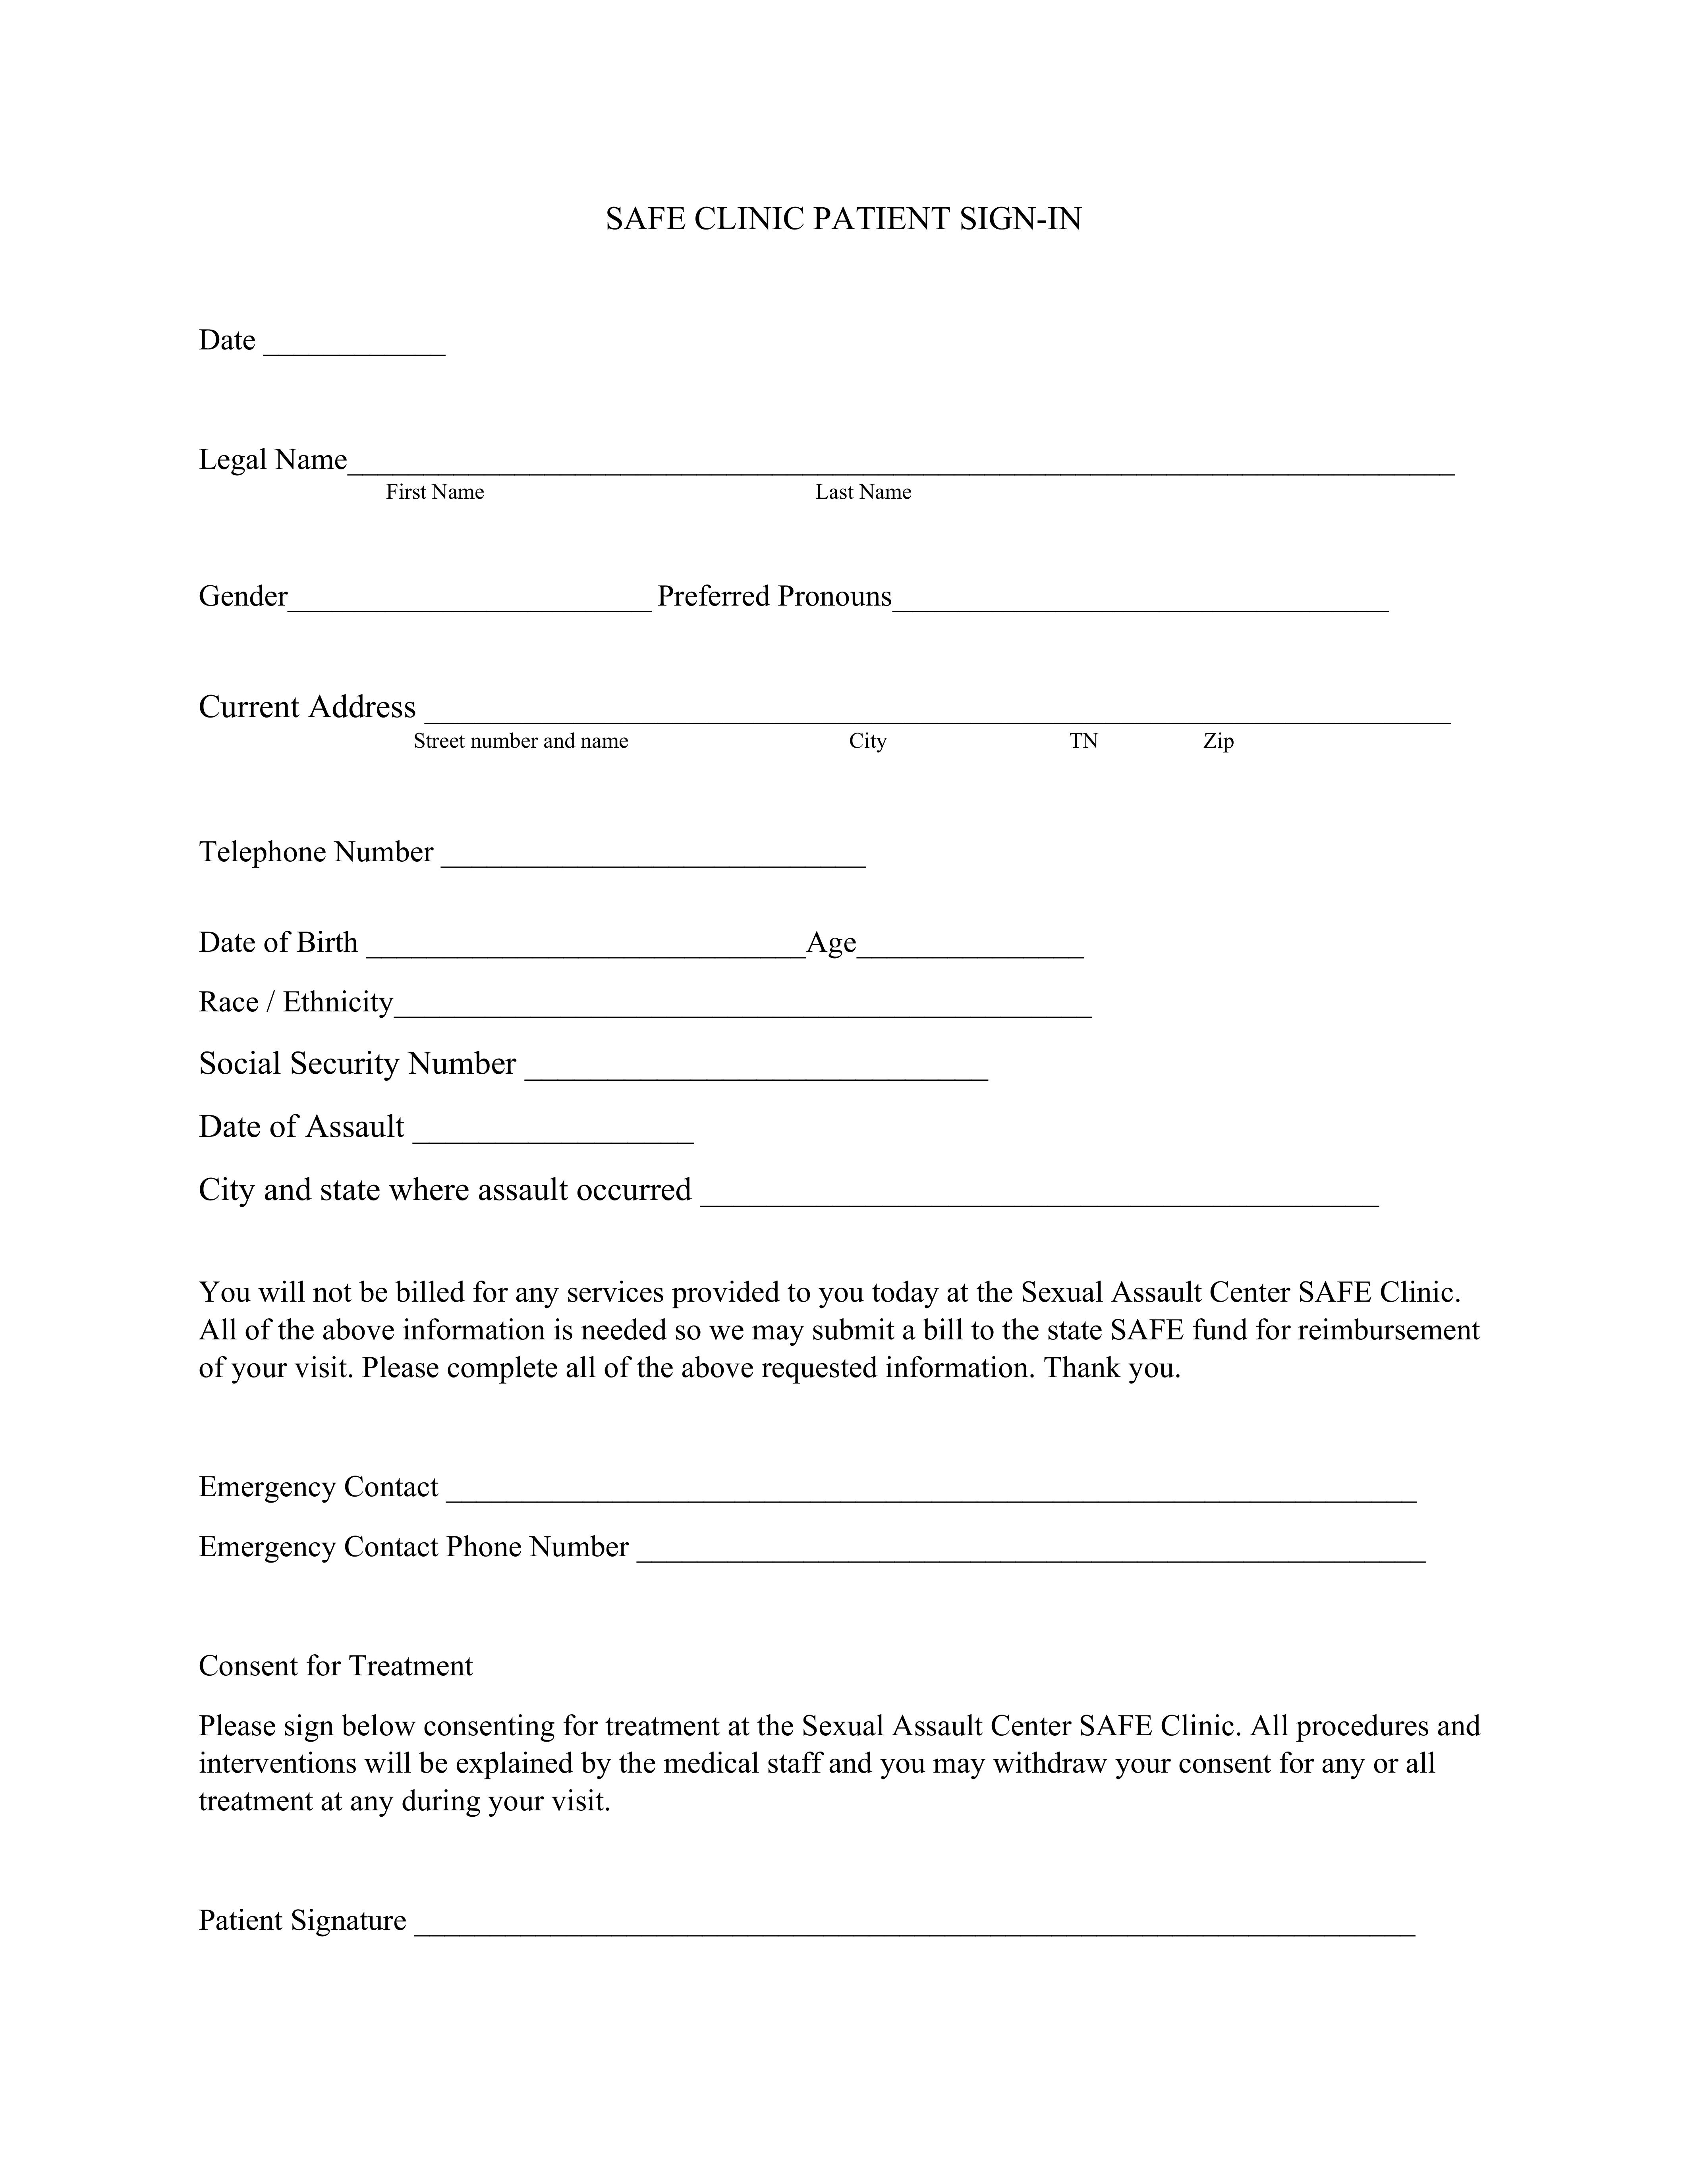 SAFE CLINIC PATIENT SIGN-IN
Date ____________
Legal Name_________________________________________________________________________
First Name Last Name
Gender________________________ Preferred Pronouns_________________________________
Current Address ______________________________________________________________
Street number and name City TN Zip
Telephone Number ____________________________
Date of Birth _____________________________Age_______________
Race / Ethnicity______________________________________________
Social Security Number ____________________________
Date of Assault _________________
City and state where assault occurred _________________________________________
You will not be billed for any services provided to you today at the Sexual Assault Center SAFE Clinic.
All of the above information is needed so we may submit a bill to the state SAFE fund for reimbursement
of your visit. Please complete all of the above requested information. Thank you.
Emergency Contact ________________________________________________________________
Emergency Contact Phone Number ____________________________________________________
Consent for Treatment
Please sign below consenting for treatment at the Sexual Assault Center SAFE Clinic. All procedures and
interventions will be explained by the medical staff and you may withdraw your consent for any or all
treatment at any during your visit.
Patient Signature __________________________________________________________________